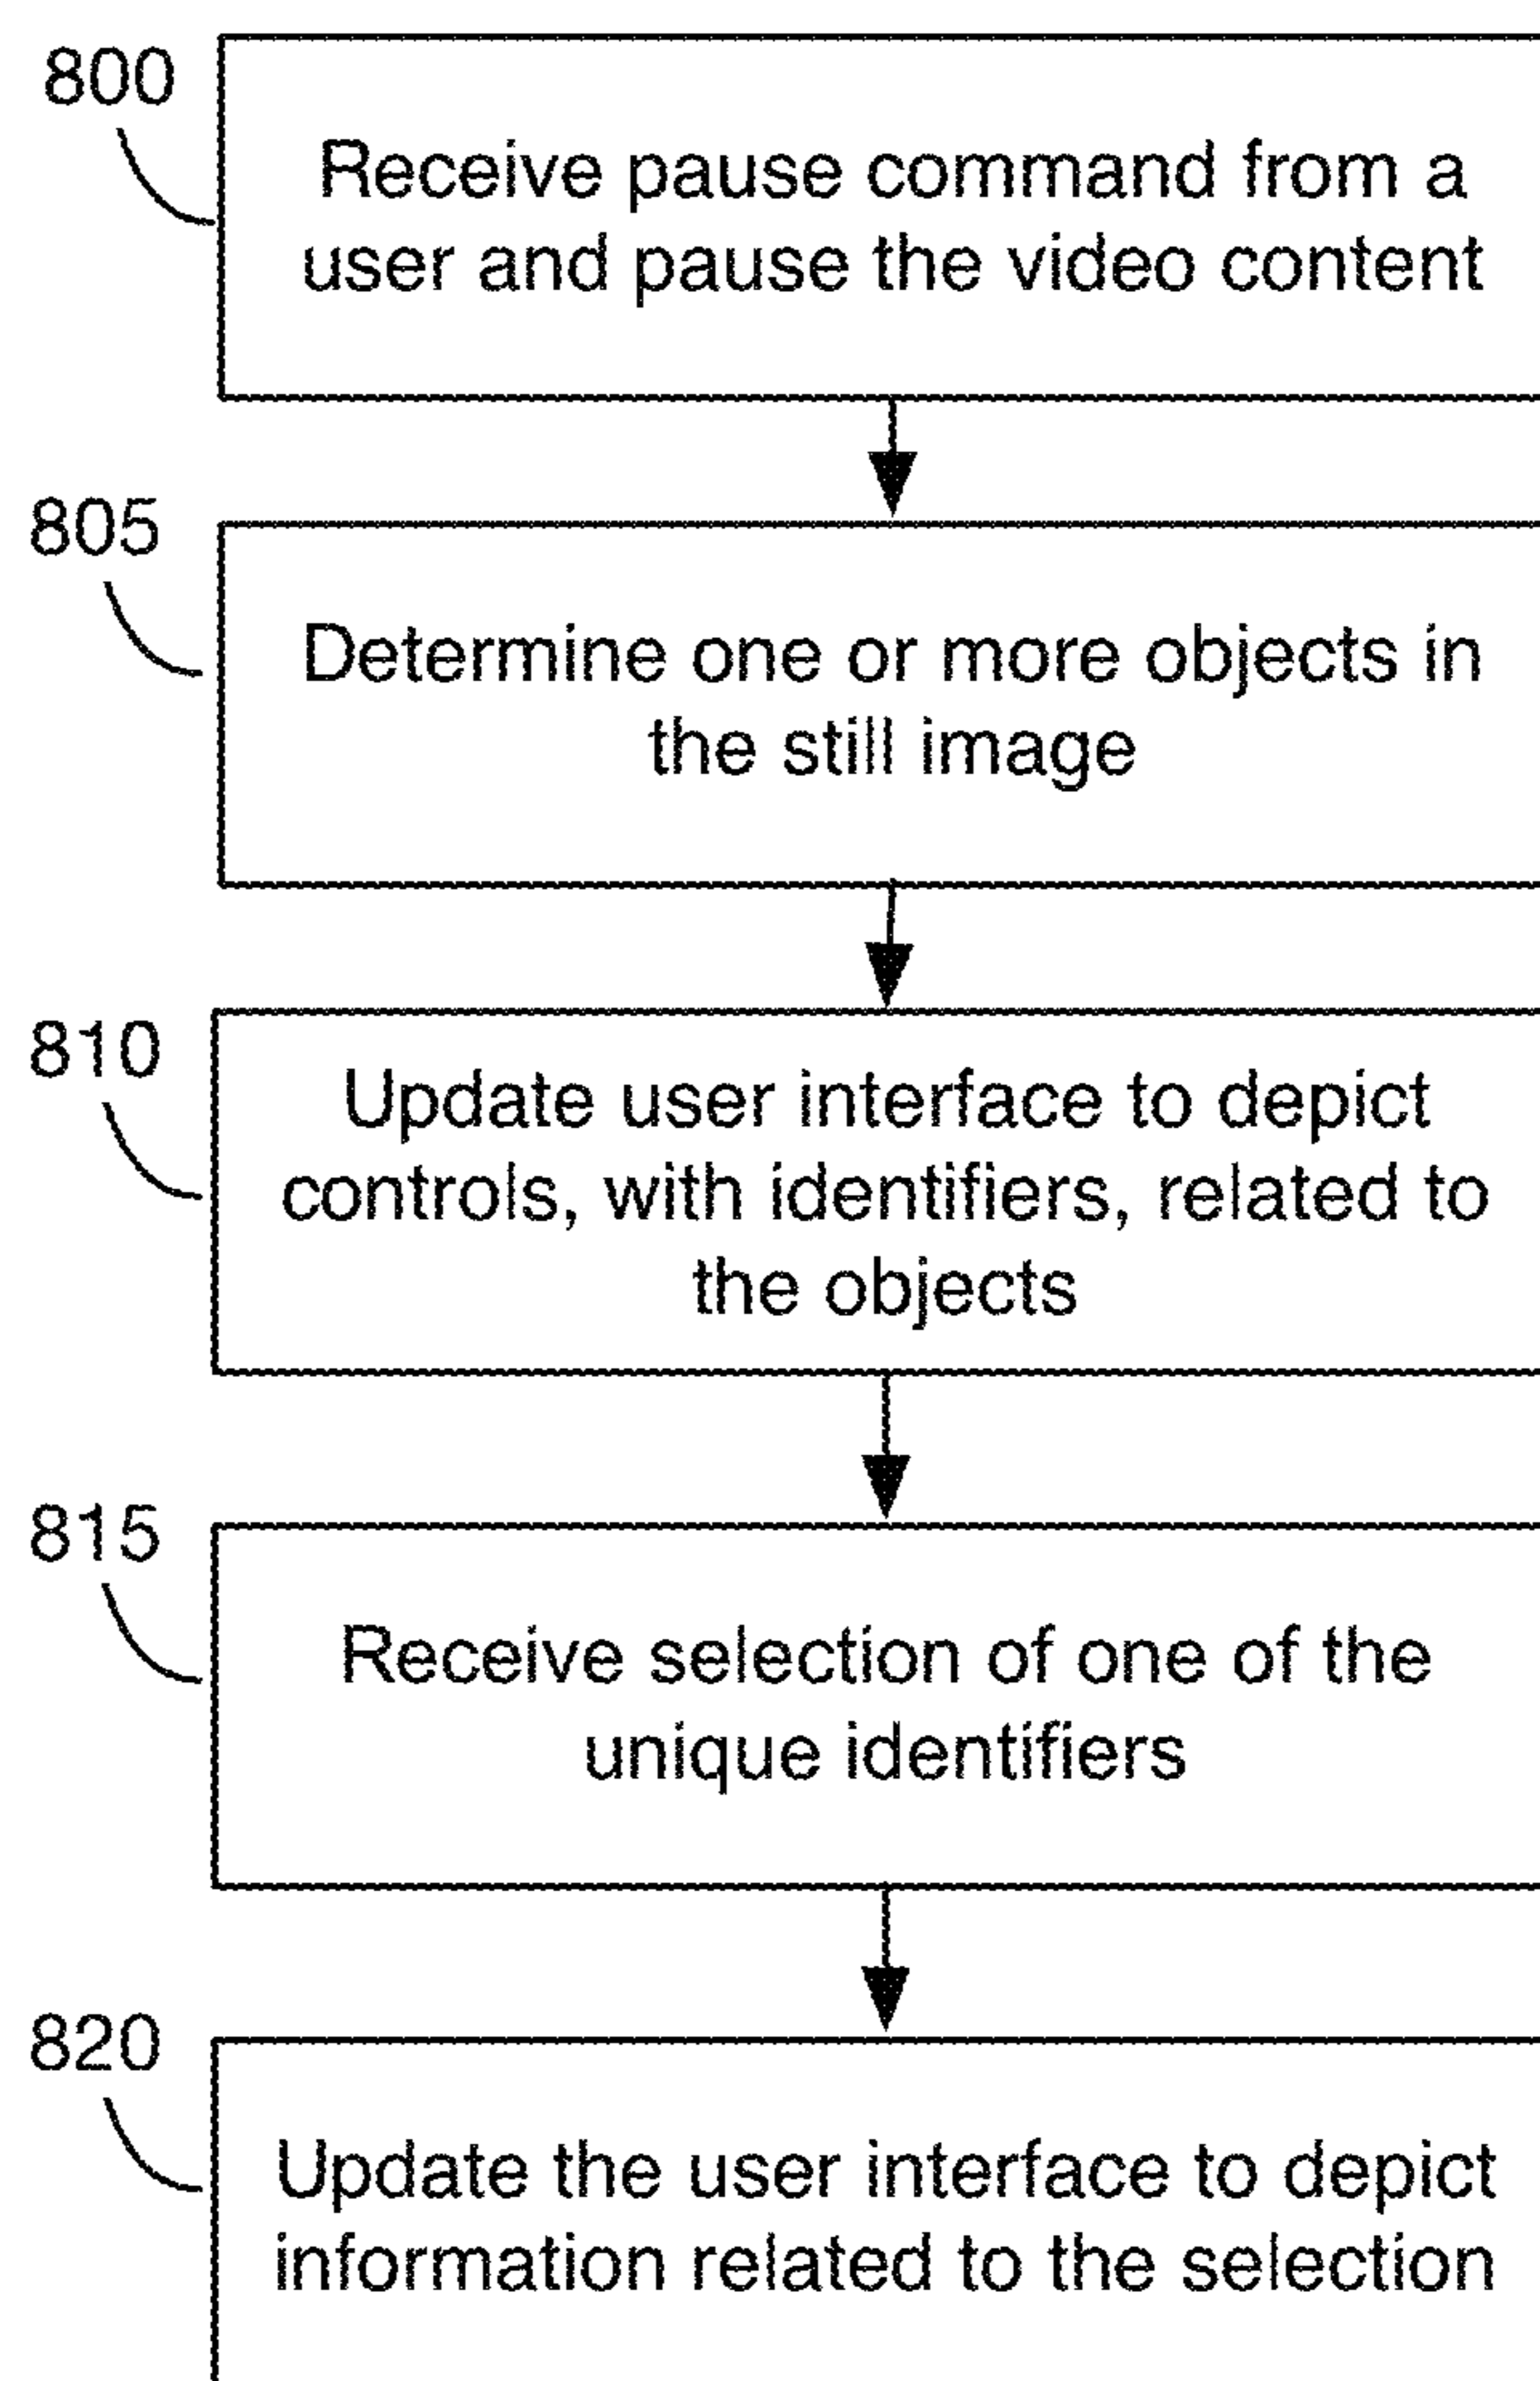 800
Receive pause command from a
user and pause the video content
805
Determine one or more objects in
the still image
810
Update user interface to depict
controls, with identifiers, related to
the objects
815
Receive selection of one of the
unique identifiers
820
Update the user interface to depict
information related to the selection